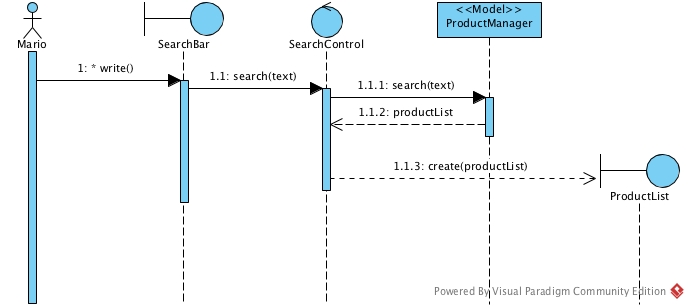 <<Model>>
ProductManager
Mario
SearchBar
SearchControl
1: * write()
1.1: search(text)
1.1.1: search(text)
1.1.2: productList
1.1.3: create(productList)
ProductList
Powered By Visual Paradigm Community Edition